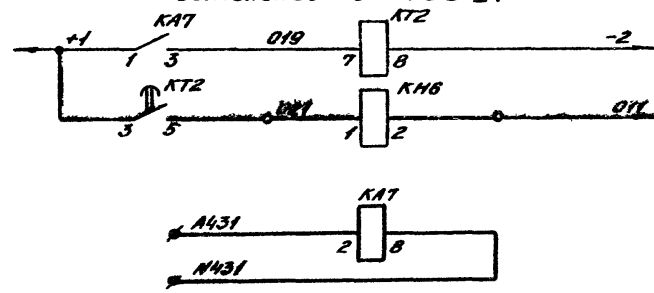 KA7 KT2
+1 1 3 019 7 8 -2
KT2 KH6
3 5 1 2 011
KA7
A431 2 8
N431